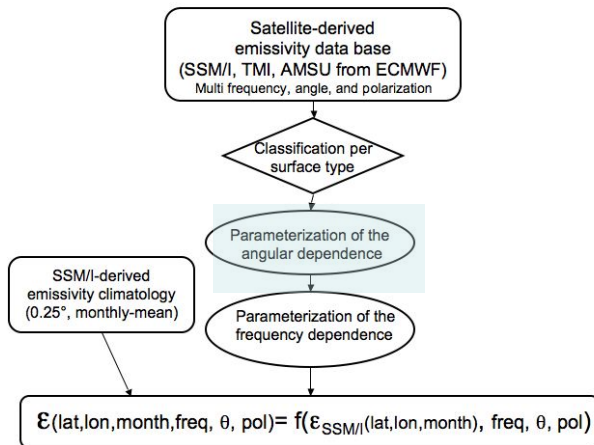 Satellite-derived
emissivity data base
(SSM/I, TMI, AMSU from ECMWF)
Multi frequency, angle, and polarization
Classification per
surface type
Parameterization of the
angular dependence
SSM/I-derived
emissivity climatology
(0.25°, monthly-mean)
Parameterization of the
frequency dependence
ε(lat,lon,month,freq, θ, pol)= f(εSSM/I(lat,lon,month), freq, θ, pol)